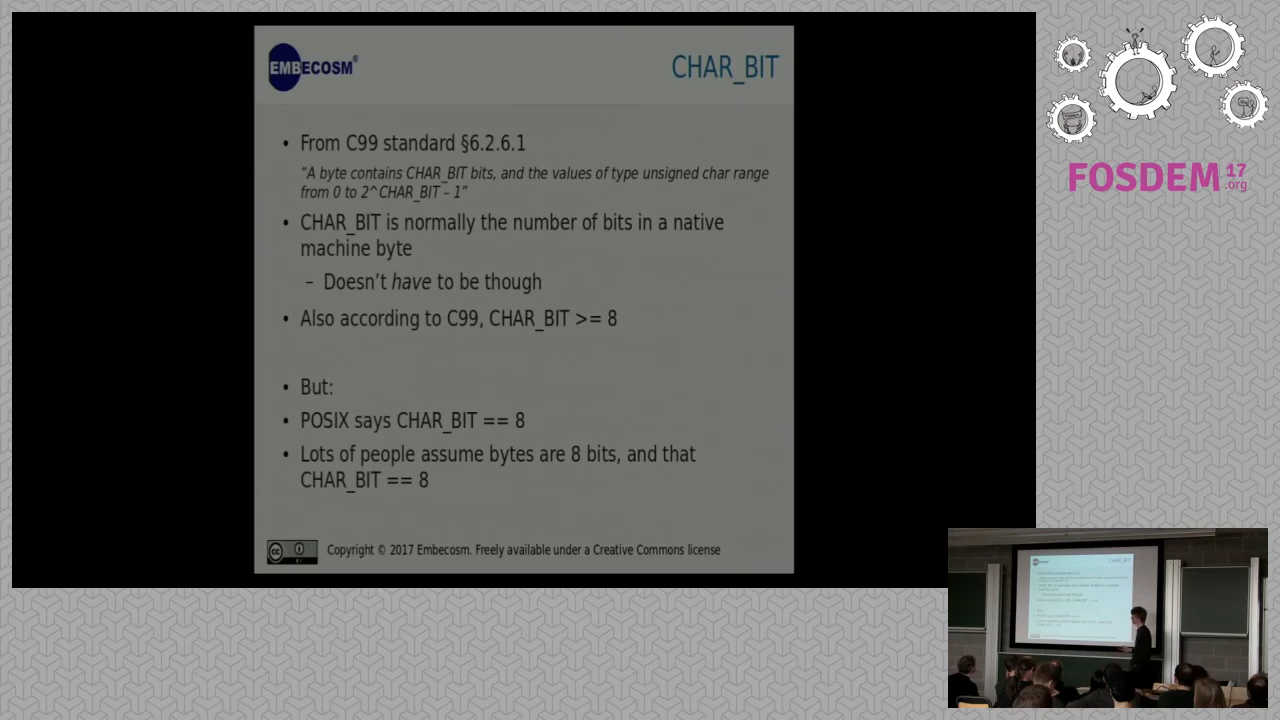 EMBECOSM®
CHAR_BIT
• From C99 standard §6.2.6.1
“A byte contains CHAR_BIT bits, and the values of type unsigned char range
from 0 to 2^CHAR_BIT – 1”
• CHAR_BIT is normally the number of bits in a native
machine byte
– Doesn’t have to be though
• Also according to C99, CHAR_BIT >= 8
• But:
• POSIX says CHAR_BIT == 8
• Lots of people assume bytes are 8 bits, and that
CHAR_BIT == 8
Copyright © 2017 Embecosm. Freely available under a Creative Commons license
FOSDEM 17
.org